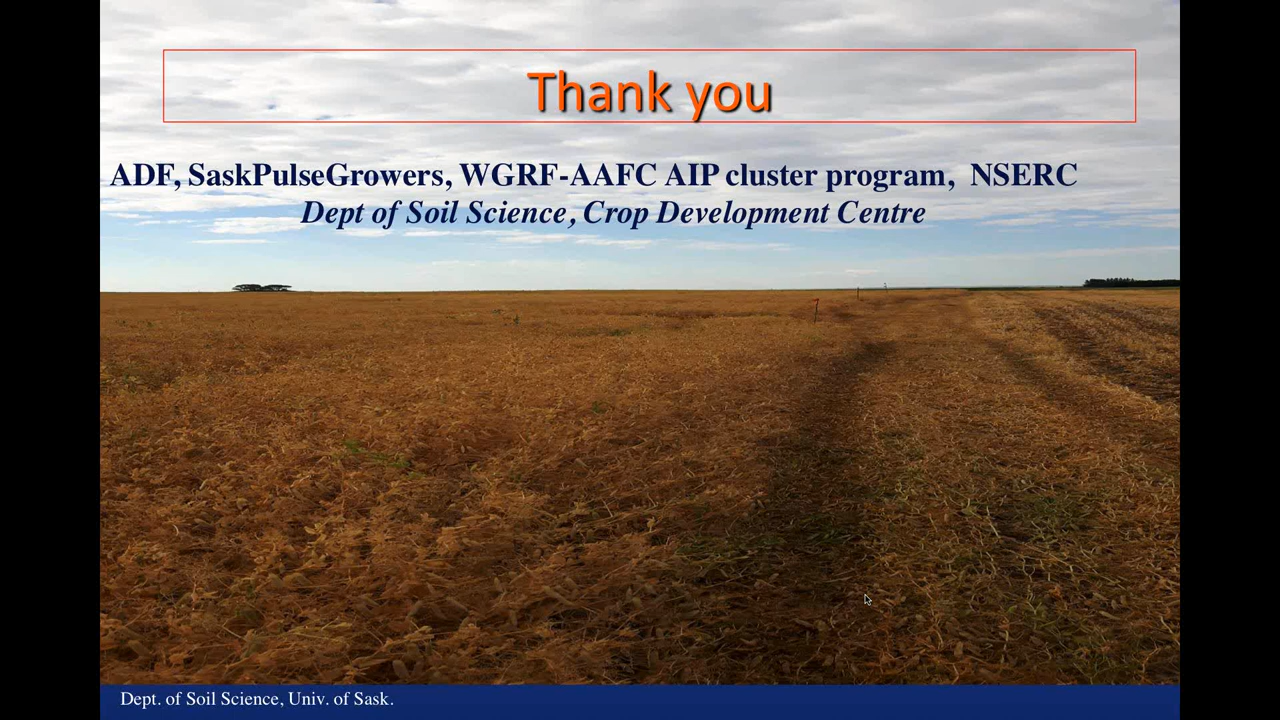 Thank you
ADF, SaskPulseGrowers, WGRF-AAFC AIP cluster program, NSERC
Dept of Soil Science, Crop Development Centre
Dept. of Soil Science, Univ. of Sask.